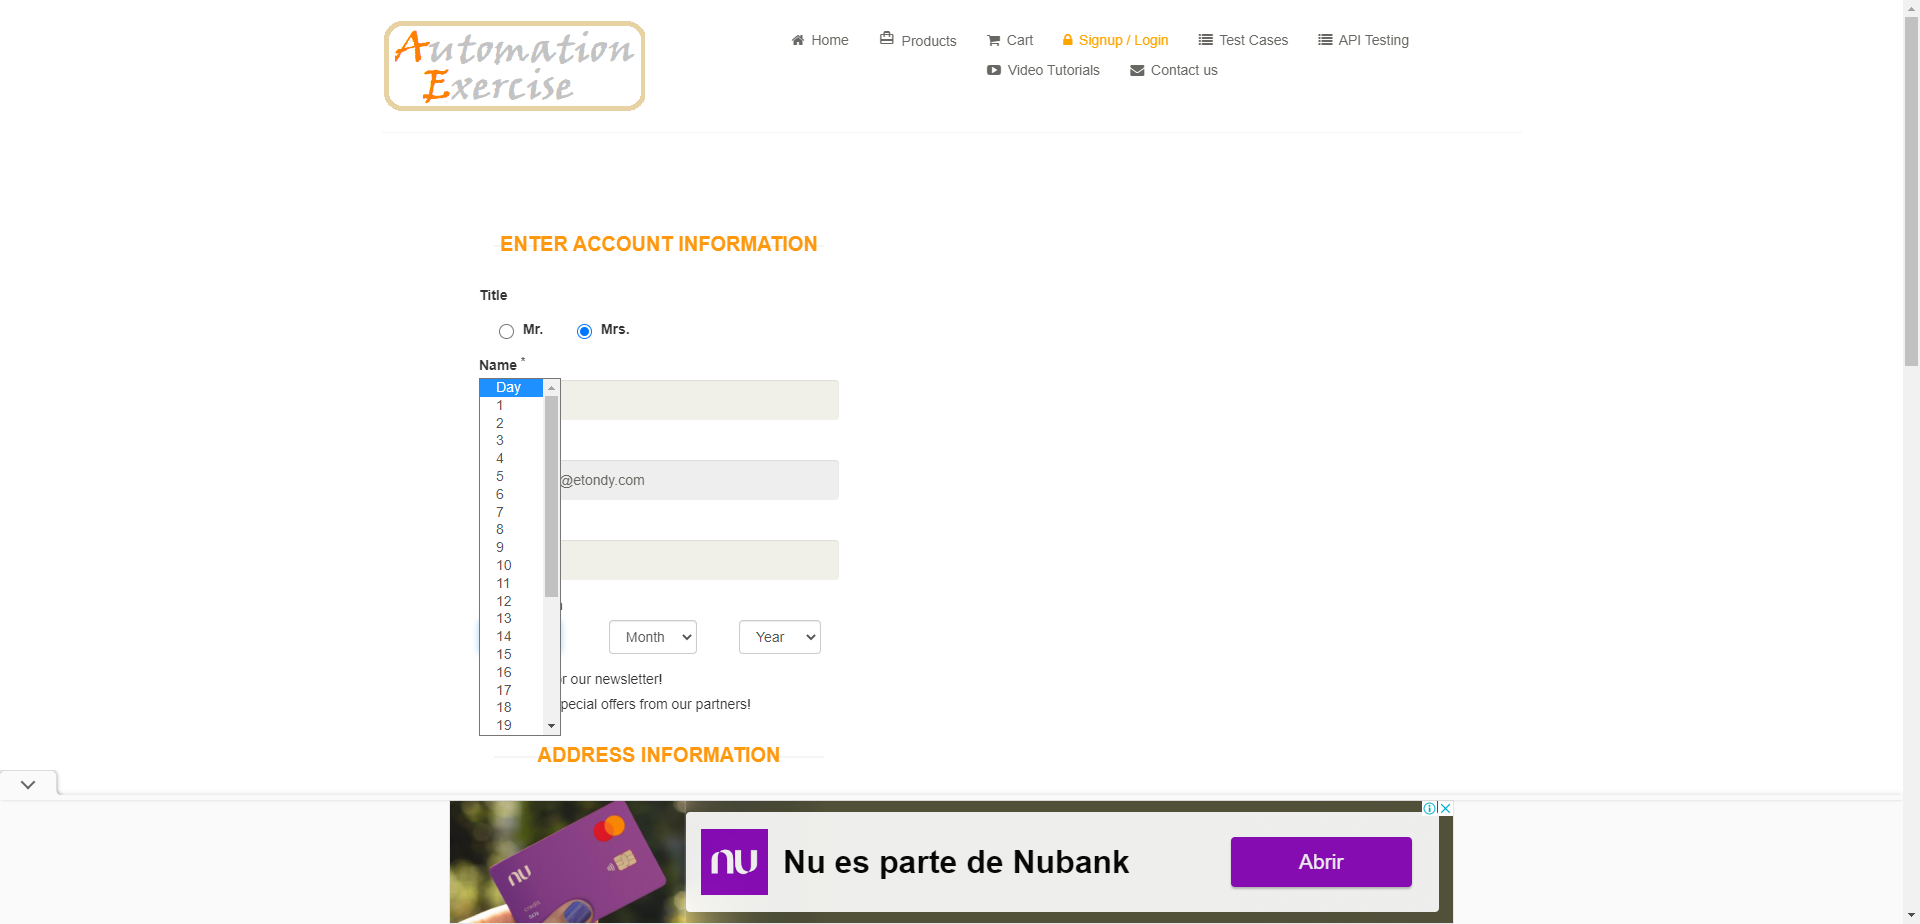 Automation
Exercise
Home
Products
Cart
Signup / Login
Test Cases
API Testing
Video Tutorials
Contact us
ENTER ACCOUNT INFORMATION
Title
Mr.
Mrs.
Name *
Day
1
2
3
4
5
6
7
8
9
10
11
12
13
14
15
16
17
18
19
@etondy.com
Month
Year
our newsletter!
pecial offers from our partners!
ADDRESS INFORMATION
nu
nu
Nu es parte de Nubank
Abrir